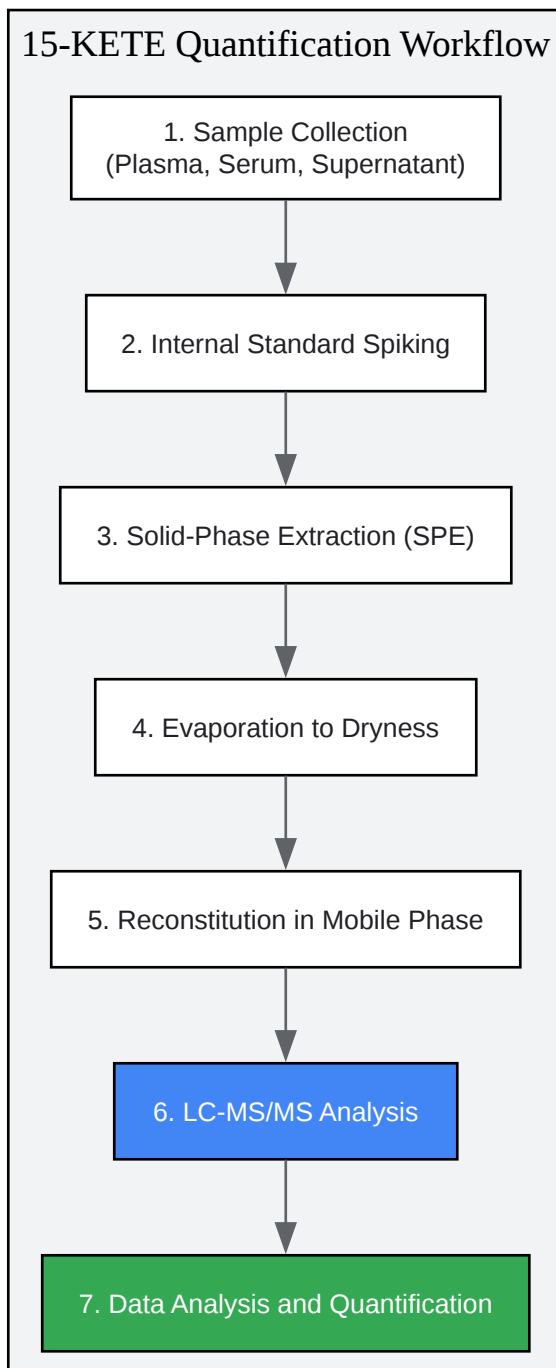 15-KETE Quantification Workflow
1. Sample Collection
(Plasma, Serum, Supernatant)
2. Internal Standard Spiking
3. Solid-Phase Extraction (SPE)
4. Evaporation to Dryness
5. Reconstitution in Mobile Phase
6. LC-MS/MS Analysis
7. Data Analysis and Quantification